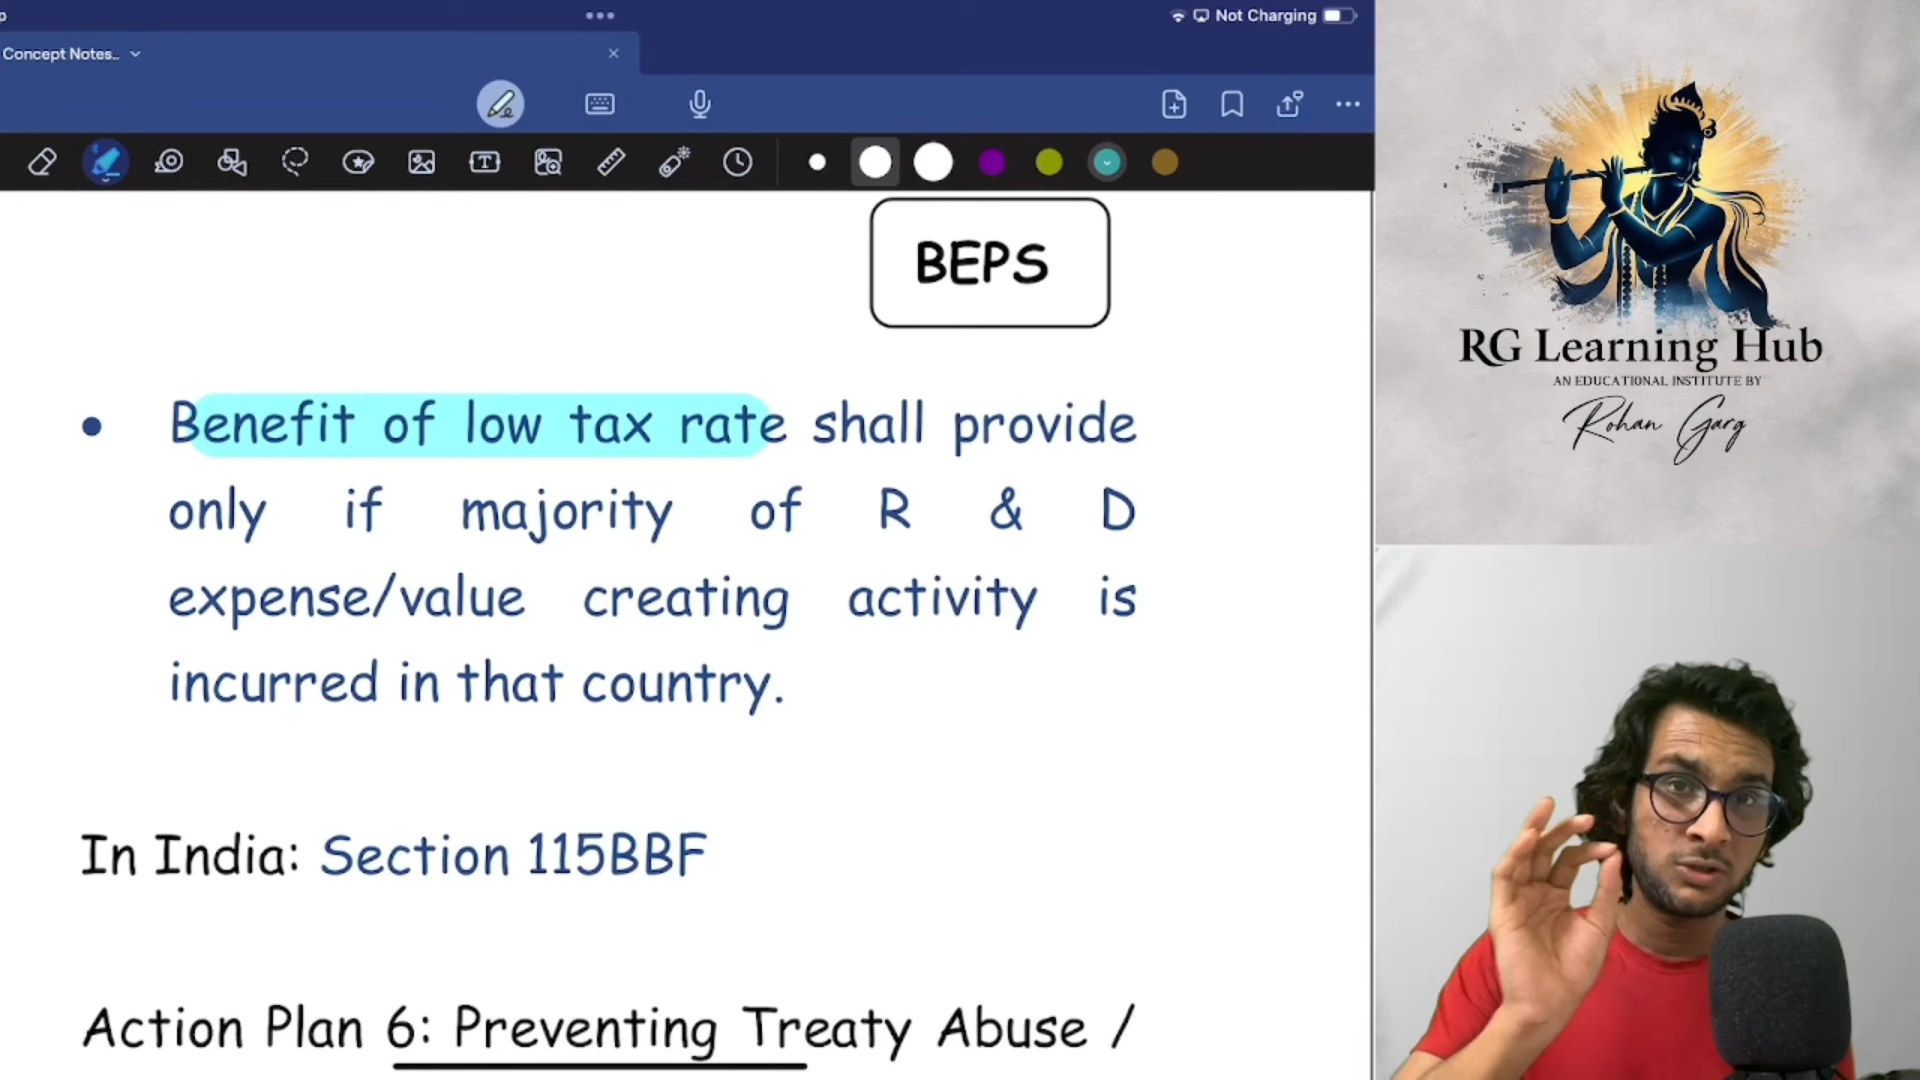 Not Charging
Concept Notes..
BEPS
• Benefit of low tax rate shall provide
only if majority of R & D
expense/value creating activity is
incurred in that country.
In India: Section 115BBF
Action Plan 6: Preventing Treaty Abuse /
RG Learning Hub
AN EDUCATIONAL INSTITUTE BY
Rohan Garg